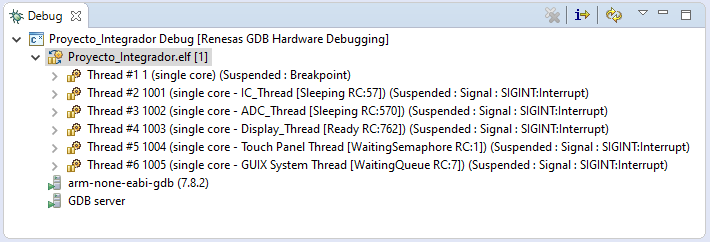 Debug
Proyecto_Integrador Debug [Renesas GDB Hardware Debugging]
Proyecto_Integrador.elf [1]
Thread #1 1 (single core) (Suspended : Breakpoint)
Thread #2 1001 (single core - IC_Thread [Sleeping RC:57]) (Suspended : Signal : SIGINT:Interrupt)
Thread #3 1002 (single core - ADC_Thread [Sleeping RC:570]) (Suspended : Signal : SIGINT:Interrupt)
Thread #4 1003 (single core - Display_Thread [Ready RC:762]) (Suspended : Signal : SIGINT:Interrupt)
Thread #5 1004 (single core - Touch Panel Thread [WaitingSemaphore RC:1]) (Suspended : Signal : SIGINT:Interrupt)
Thread #6 1005 (single core - GUIX System Thread [WaitingQueue RC:7]) (Suspended : Signal : SIGINT:Interrupt)
arm-none-eabi-gdb (7.8.2)
GDB server